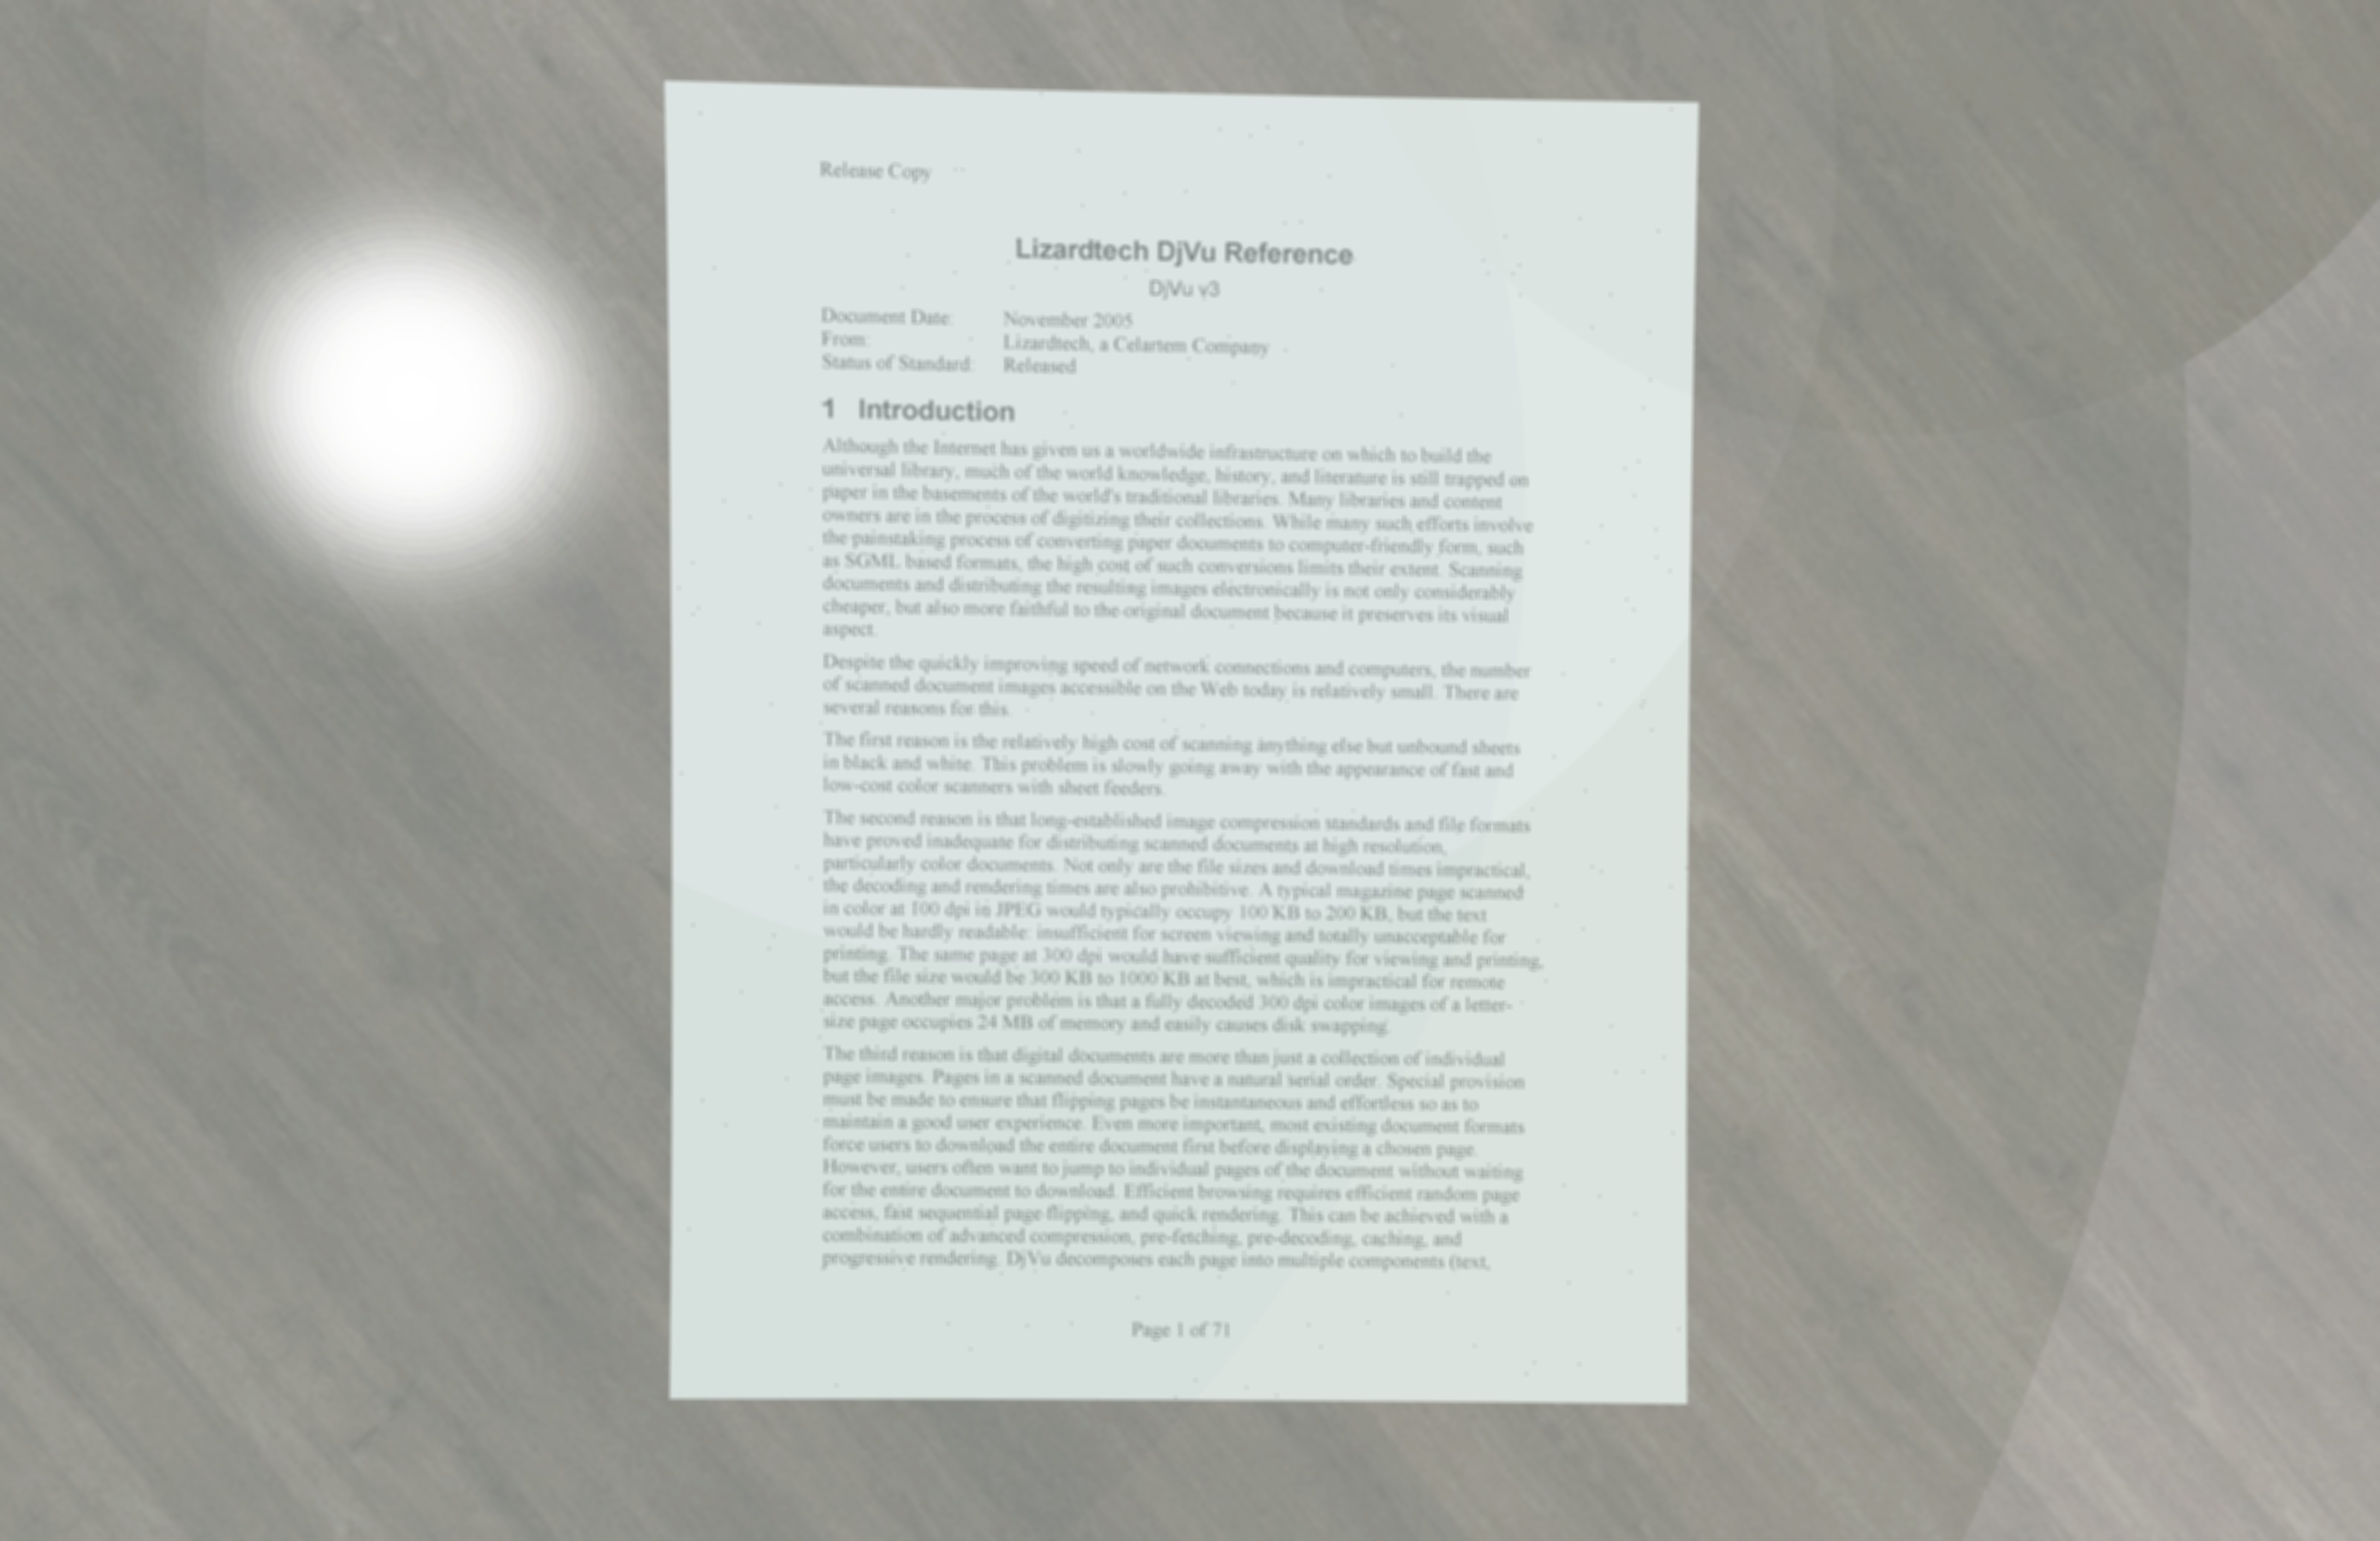 Release Copy
Lizardtech DjVu Reference
DjVu v3
Document Date: November 2005
From: Lizardtech, a Celartem Company
Status of Standard: Released
1 Introduction
Although the Internet has given us a worldwide infrastructure on which to build the
universal library, much of the world knowledge, history, and literature is still trapped on
paper in the basements of the world's traditional libraries. Many libraries and content
owners are in the process of digitizing their collections. While many such efforts involve
the painstaking process of converting paper documents to computer-friendly form, such
as SGML based formats, the high cost of such conversions limits their extent. Scanning
documents and distributing the resulting images electronically is not only considerably
cheaper, but also more faithful to the original document because it preserves its visual
aspect.
Despite the quickly improving speed of network connections and computers, the number
of scanned document images accessible on the Web today is relatively small. There are
several reasons for this.
The first reason is the relatively high cost of scanning anything else but unbound sheets
in black and white. This problem is slowly going away with the appearance of fast and
low-cost color scanners with sheet feeders.
The second reason is that long-established image compression standards and file formats
have proved inadequate for distributing scanned documents at high resolution,
particularly color documents. Not only are the file sizes and download times impractical,
the decoding and rendering times are also prohibitive. A typical magazine page scanned
in color at 100 dpi in JPEG would typically occupy 100 KB to 200 KB, but the text
would be hardly readable: insufficient for screen viewing and totally unacceptable for
printing. The same page at 300 dpi would have sufficient quality for viewing and printing,
but the file size would be 300 KB to 1000 KB at best, which is impractical for remote
access. Another major problem is that a fully decoded 300 dpi color images of a letter-
size page occupies 24 MB of memory and easily causes disk swapping.
The third reason is that digital documents are more than just a collection of individual
page images. Pages in a scanned document have a natural serial order. Special provision
must be made to ensure that flipping pages be instantaneous and effortless so as to
maintain a good user experience. Even more important, most existing document formats
force users to download the entire document first before displaying a chosen page.
However, users often want to jump to individual pages of the document without waiting
for the entire document to download. Efficient browsing requires efficient random page
access, fast sequential page flipping, and quick rendering. This can be achieved with a
combination of advanced compression, pre-fetching, pre-decoding, caching, and
progressive rendering. DjVu decomposes each page into multiple components (text,
Page 1 of 71